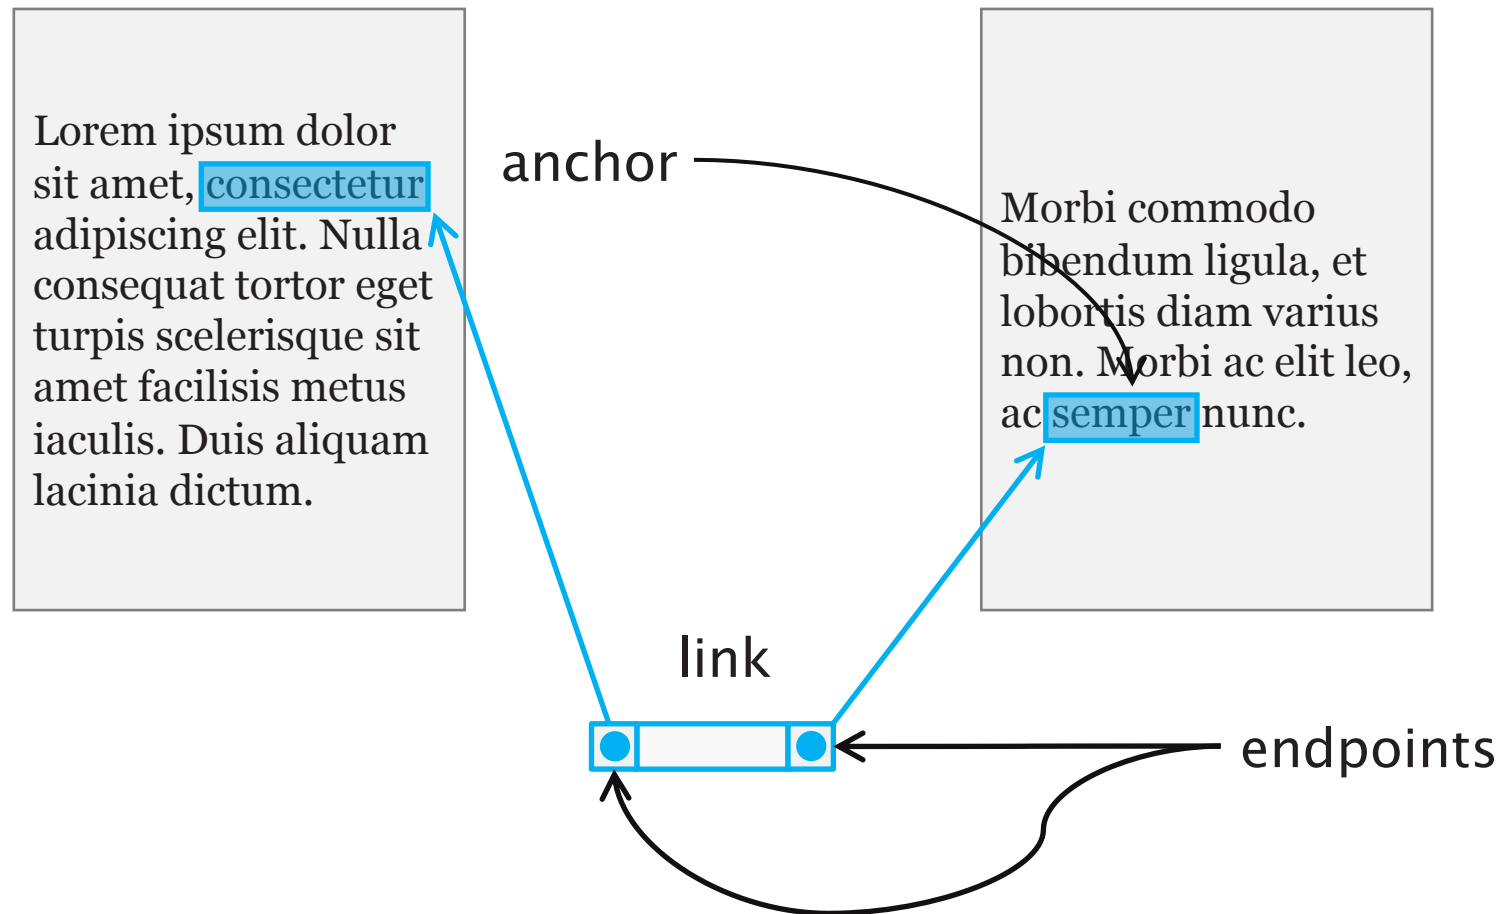 Lorem ipsum dolor
sit amet, consectetur
adipiscing elit. Nulla
consequat tortor eget
turpis scelerisque sit
amet facilisis metus
iaculis. Duis aliquam
lacinia dictum.
anchor
Morbi commodo
bibendum ligula, et
lobortis diam varius
non. Morbi ac elit leo,
ac semper nunc.
link
endpoints